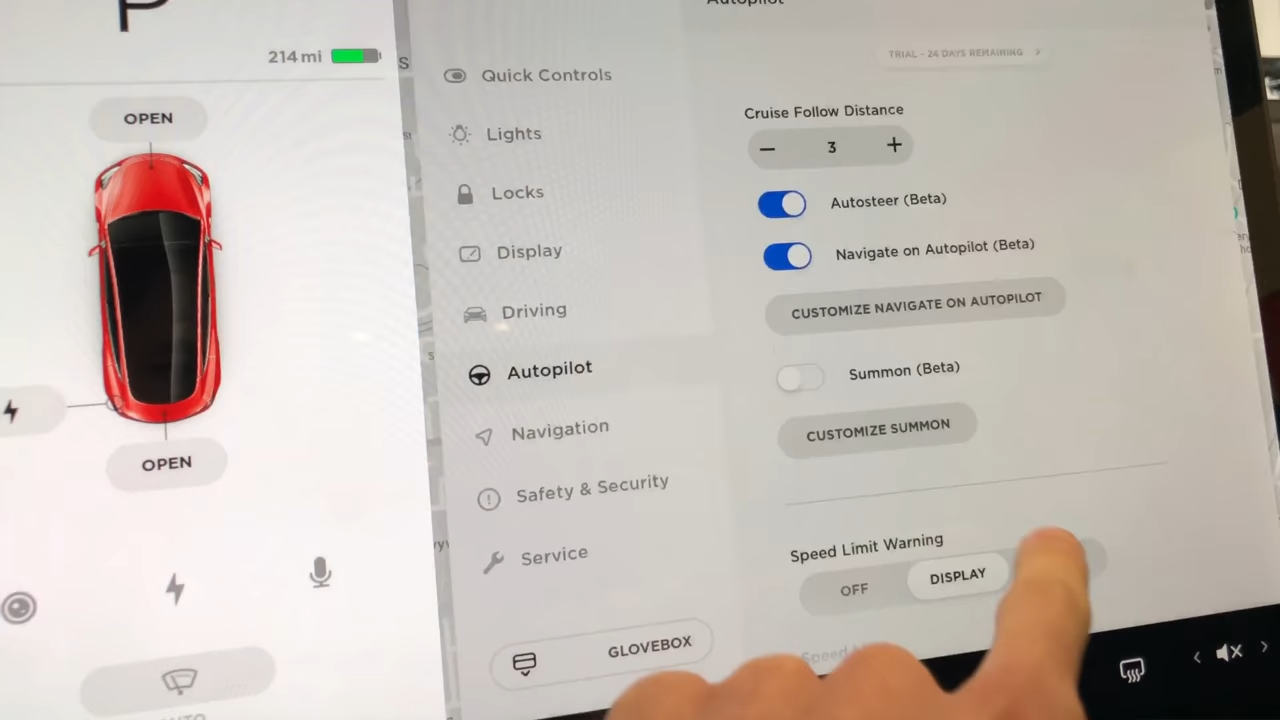 P
214 mi
OPEN
OPEN
Quick Controls
Lights
Locks
Display
Driving
Autopilot
Navigation
Safety & Security
Service
GLOVEBOX
Autopilot
TRIAL - 24 DAYS REMAINING
Cruise Follow Distance
3
Autosteer (Beta)
Navigate on Autopilot (Beta)
CUSTOMIZE NAVIGATE ON AUTOPILOT
Summon (Beta)
CUSTOMIZE SUMMON
Speed Limit Warning
OFF
DISPLAY